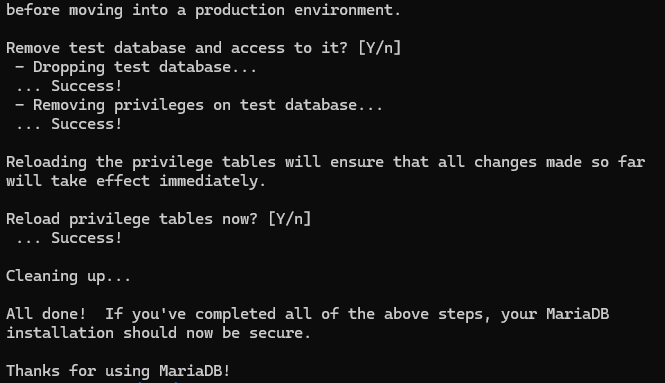 before moving into a production environment.
Remove test database and access to it? [Y/n]
 - Dropping test database...
 ... Success!
 - Removing privileges on test database...
 ... Success!
Reloading the privilege tables will ensure that all changes made so far
will take effect immediately.
Reload privilege tables now? [Y/n]
 ... Success!
Cleaning up...
All done!  If you've completed all of the above steps, your MariaDB
installation should now be secure.
Thanks for using MariaDB!